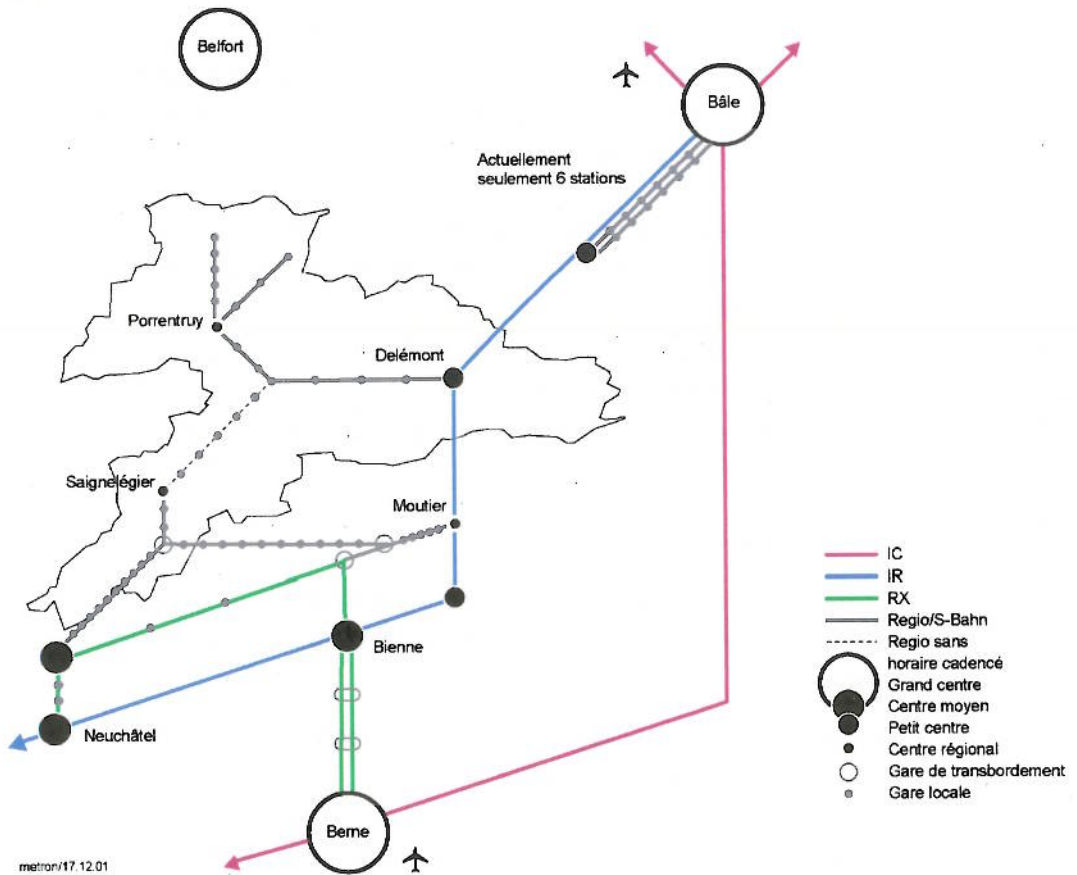 Belfort
Bâle
Actuellement
seulement 6 stations
Porrentruy
Delémont
Saignelégier
Moutier
Bienne
Neuchâtel
Berne
IC
IR
RX
Regio/S-Bahn
Regio sans
horaire cadencé
Grand centre
Centre moyen
Petit centre
Centre régional
Gare de transbordement
Gare locale
metron/17.12.01